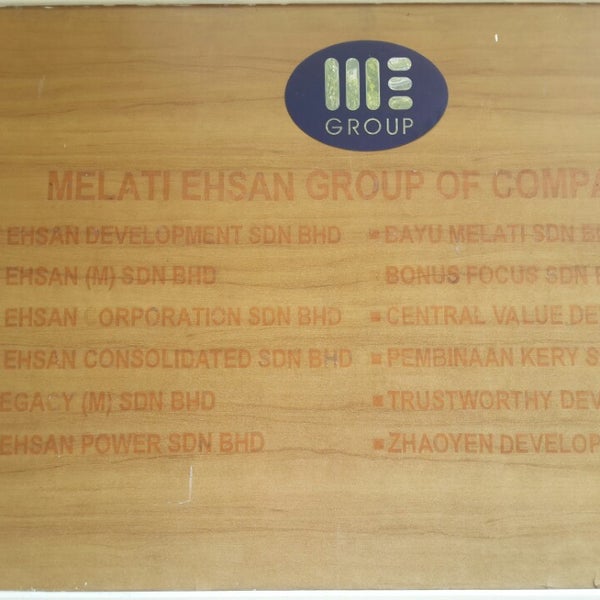 ME
GROUP
MELATI EHSAN GROUP OF COMPA
EHSAN DEVELOPMENT SDN BHD
EHSAN (M) SDN BHD
EHSAN CORPORATION SDN BHD
EHSAN CONSOLIDATED SDN BHD
EGACY (M) SDN BHD
EHSAN POWER SDN BHD
BAYU MELATI SDN B
BONUS FOCUS SDN
CENTRAL VALUE DE
PEMBINAAN KERY S
TRUSTWORTHY DEV
ZHAOYEN DEVELOP